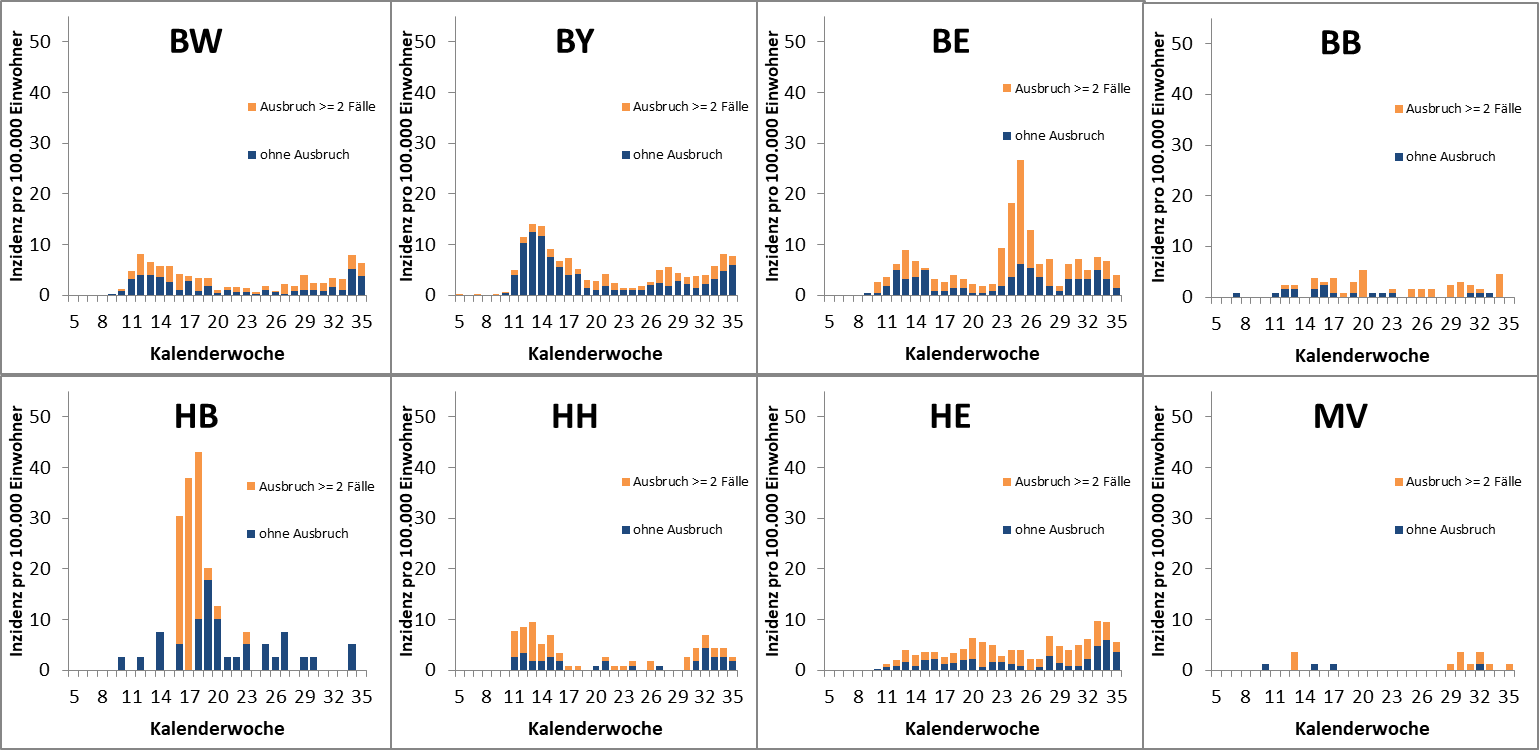 BW
Inzidenz pro 100.000 Einwohner
50
40
30
20
10
0
Ausbruch >= 2 Fälle
ohne Ausbruch
5 8 11 14 17 20 23 26 29 32 35
Kalenderwoche
BY
Inzidenz pro 100.000 Einwohner
50
40
30
20
10
0
Ausbruch >= 2 Fälle
ohne Ausbruch
5 8 11 14 17 20 23 26 29 32 35
Kalenderwoche
BE
Inzidenz pro 100.000 Einwohner
50
40
30
20
10
0
Ausbruch >= 2 Fälle
ohne Ausbruch
5 8 11 14 17 20 23 26 29 32 35
Kalenderwoche
BB
Inzidenz pro 100.000 Einwohner
50
40
30
20
10
0
Ausbruch >= 2 Fälle
ohne Ausbruch
5 8 11 14 17 20 23 26 29 32 35
Kalenderwoche
HB
Inzidenz pro 100.000 Einwohner
50
40
30
20
10
0
Ausbruch >= 2 Fälle
ohne Ausbruch
5 8 11 14 17 20 23 26 29 32 35
Kalenderwoche
HH
Inzidenz pro 100.000 Einwohner
50
40
30
20
10
0
Ausbruch >= 2 Fälle
ohne Ausbruch
5 8 11 14 17 20 23 26 29 32 35
Kalenderwoche
HE
Inzidenz pro 100.000 Einwohner
50
40
30
20
10
0
Ausbruch >= 2 Fälle
ohne Ausbruch
5 8 11 14 17 20 23 26 29 32 35
Kalenderwoche
MV
Inzidenz pro 100.000 Einwohner
50
40
30
20
10
0
Ausbruch >= 2 Fälle
ohne Ausbruch
5 8 11 14 17 20 23 26 29 32 35
Kalenderwoche